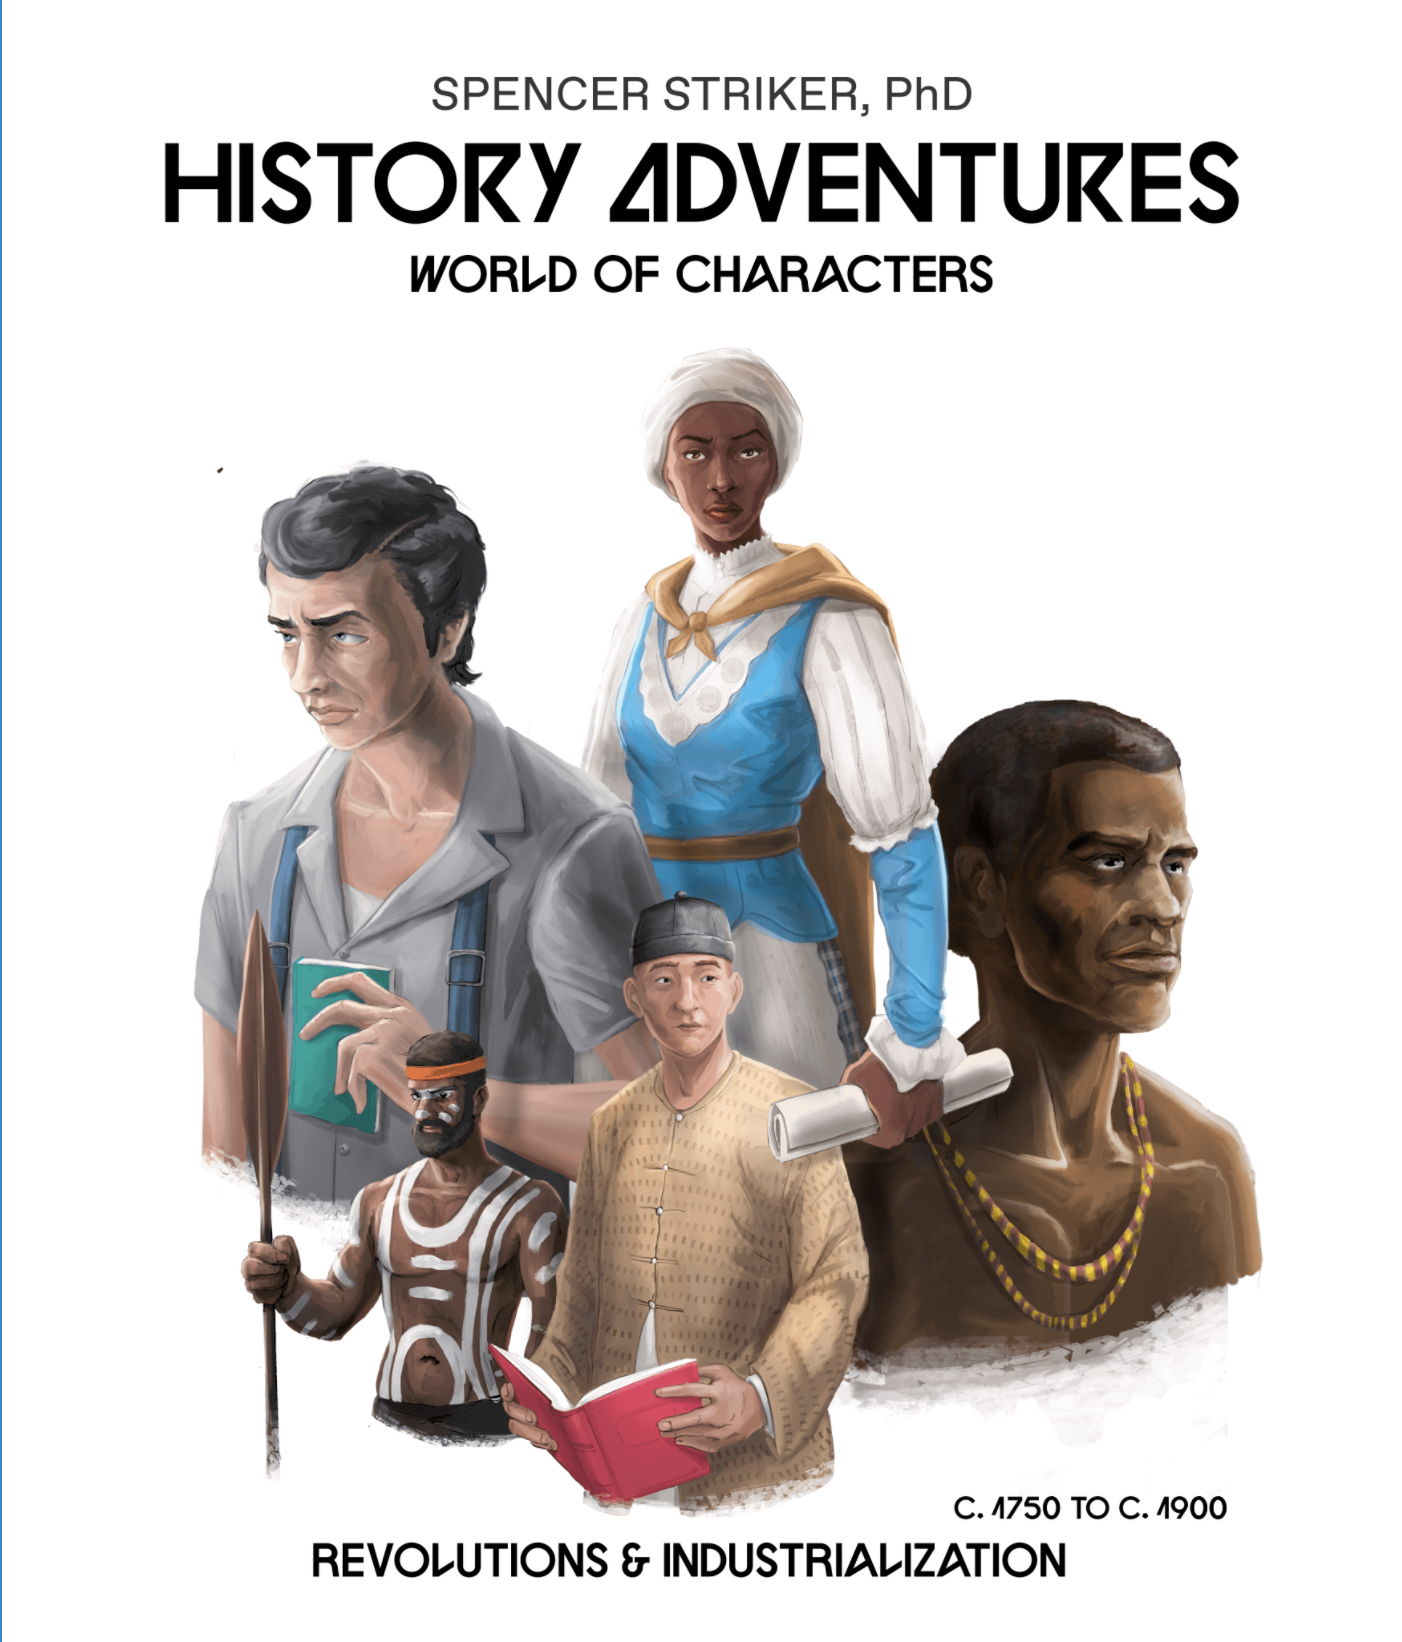 SPENCER STRIKER, PhD
HISTORY ADVENTURES
WORLD OF CHARACTERS
C. 1750 TO C. 1900
REVOLUTIONS & INDUSTRIALIZATION